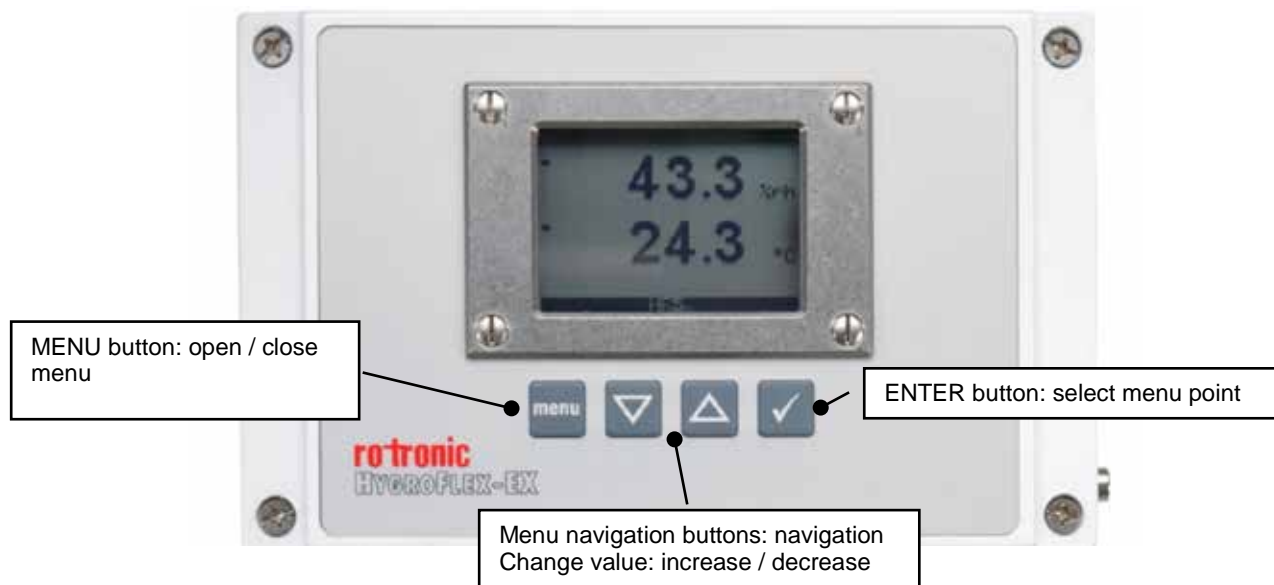 43.3 %rh
24.3 °C
MENU button: open / close
menu
ENTER button: select menu point
menu
rotronic
HYGROFLEX-EX
Menu navigation buttons: navigation
Change value: increase / decrease